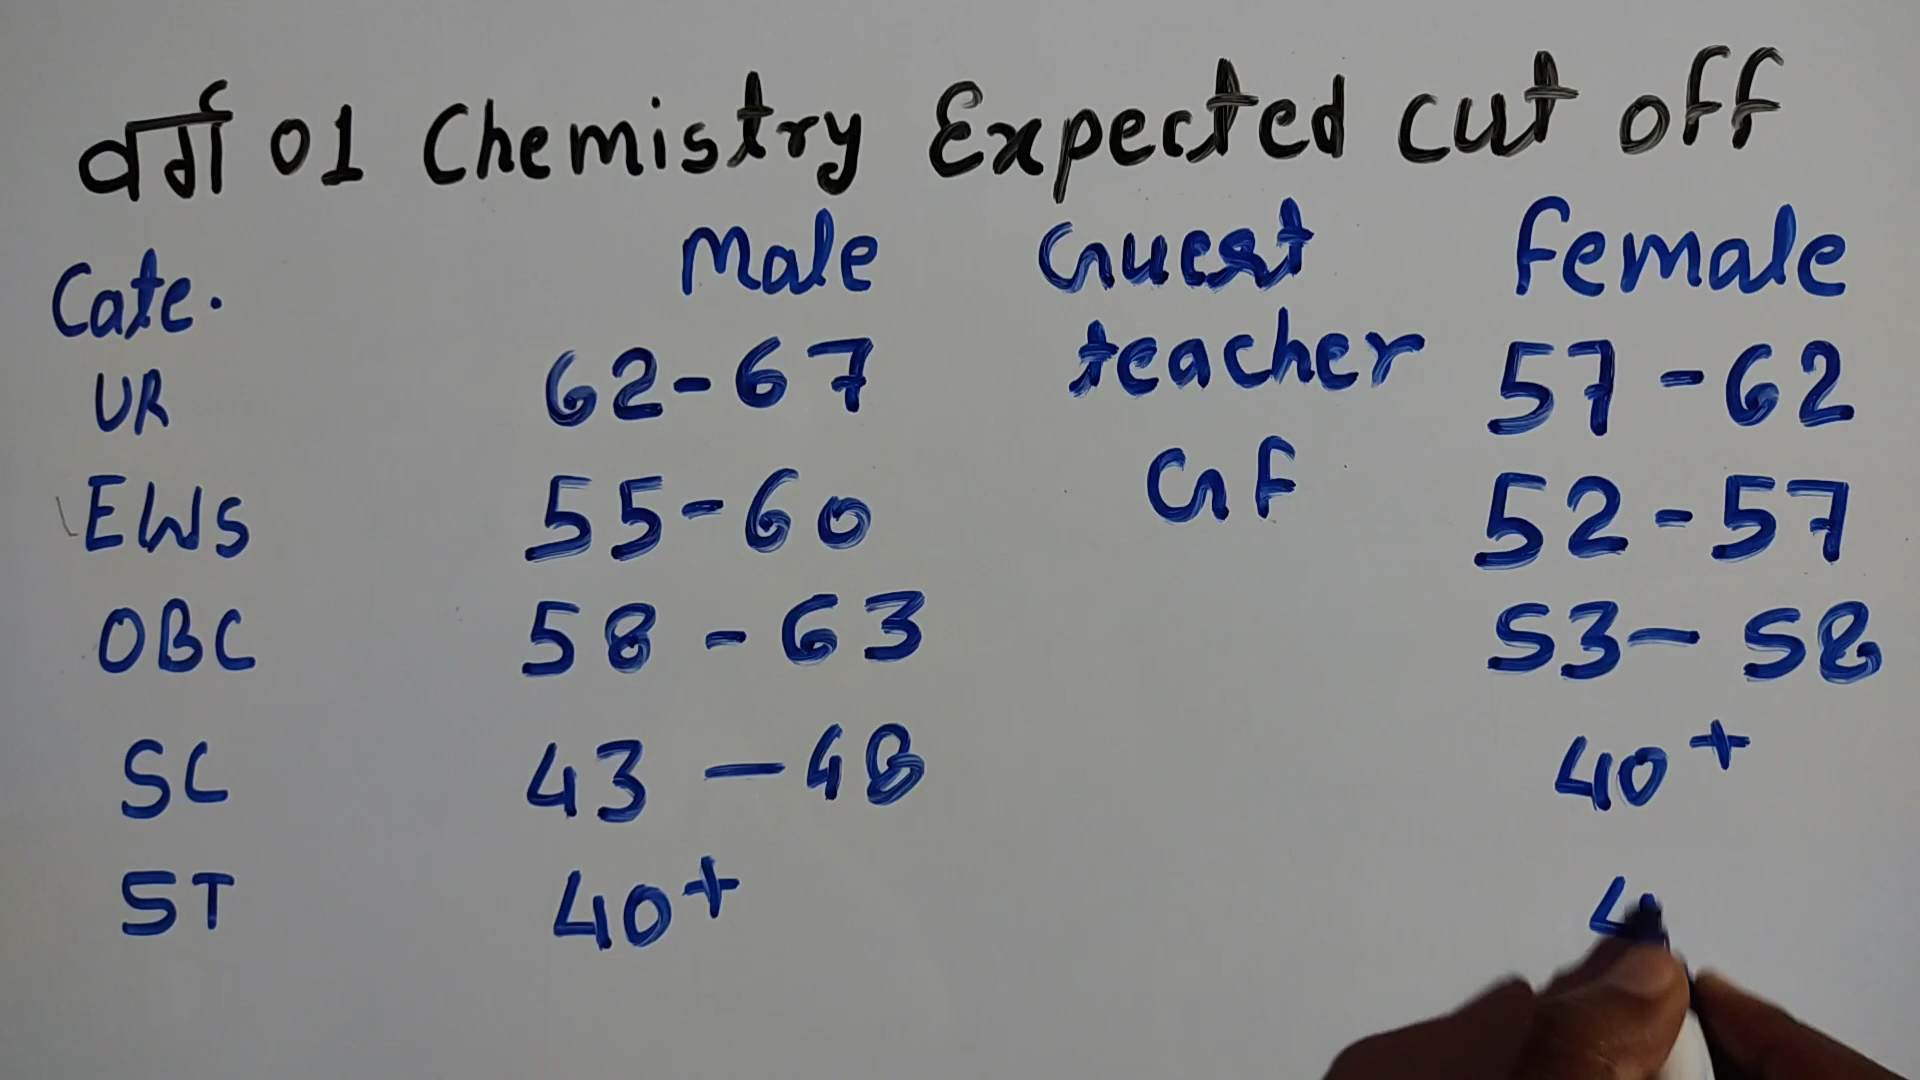 वर्ग 01 Chemistry Expected cut off
Cate. Male Guest Female
teacher
UR 62-67 57-62
GF
EWS 55-60 52-57
OBC 58-63 53-58
SC 43-48 40+
ST 40+ 4